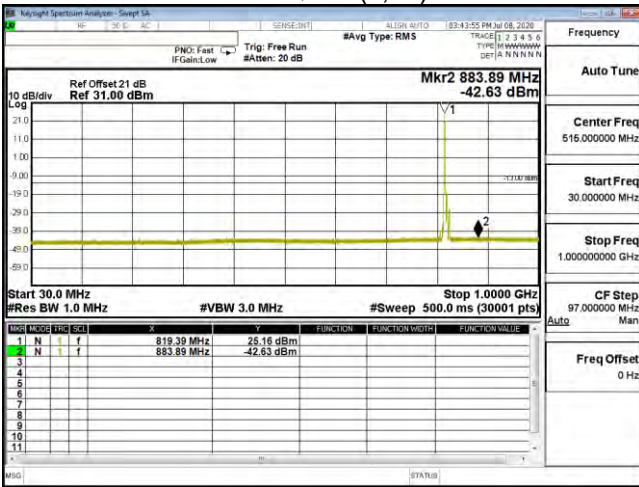 Keysight Spectrum Analyzer - Swept SA
RF 50 Ω AC SENSE:INT ALIGN AUTO 03:43:55 PM Jul 08, 2020
#Avg Type: RMS TRACE 1 2 3 4 5 6
PNO: Fast Trig: Free Run TYPE M WWWWW
IFGain:Low #Atten: 20 dB DET A N N N N N
Frequency
Auto Tune
Center Freq
515.000000 MHz
Start Freq
30.000000 MHz
Stop Freq
1.000000000 GHz
CF Step
97.000000 MHz
Auto Man
Freq Offset
0 Hz
Mkr2 883.89 MHz
-42.63 dBm
Ref Offset 21 dB
10 dB/div Ref 31.00 dBm
Log
1
21.0
11.0
1.00
-9.00
-13.00 dBm
-19.0
-29.0
2
-39.0
-49.0
-59.0
Start 30.0 MHz Stop 1.0000 GHz
#Res BW 1.0 MHz #VBW 3.0 MHz #Sweep 500.0 ms (30001 pts)
MKR MODE TRC SCL X Y FUNCTION FUNCTION WIDTH FUNCTION VALUE
1 N 1 f 819.39 MHz 25.16 dBm
2 N 1 f 883.89 MHz -42.63 dBm
3
4
5
6
7
8
9
10
11
MSG STATUS